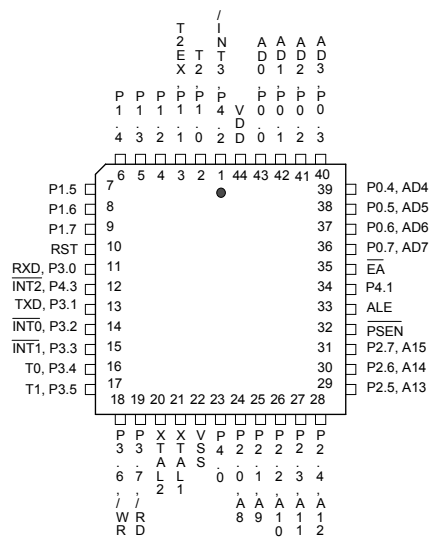 P1.4
P1.3
P1.2
T2EX, P1.1
T2, P1.0
/INT3, P4.2
VDD
AD0, P0.0
AD1, P0.1
AD2, P0.2
AD3, P0.3
6 5 4 3 2 1 44 43 42 41 40
P1.5 7
P1.6 8
P1.7 9
RST 10
RXD, P3.0 11
INT2, P4.3 12
TXD, P3.1 13
INT0, P3.2 14
INT1, P3.3 15
T0, P3.4 16
T1, P3.5 17
39 P0.4, AD4
38 P0.5, AD5
37 P0.6, AD6
36 P0.7, AD7
35 EA
34 P4.1
33 ALE
32 PSEN
31 P2.7, A15
30 P2.6, A14
29 P2.5, A13
18 19 20 21 22 23 24 25 26 27 28
P3.6, /WR
P3.7, /RD
XTAL2
XTAL1
VSS
P4.0
P2.0, A8
P2.1, A9
P2.2, A10
P2.3, A11
P2.4, A12